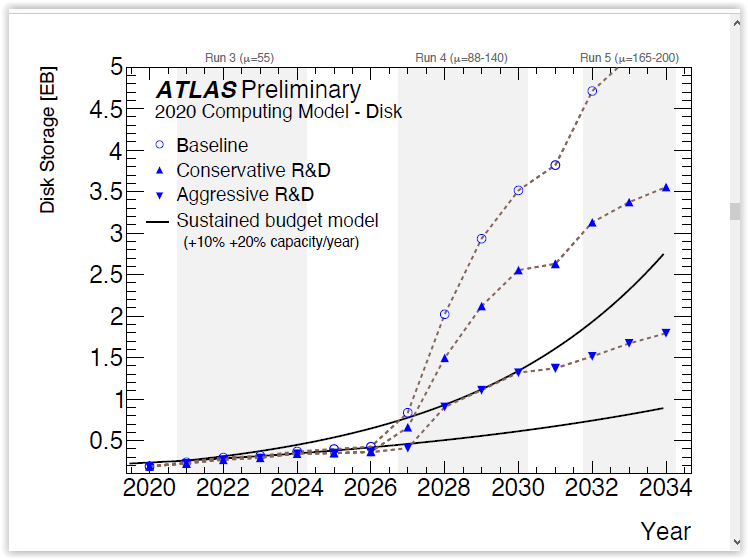 Run 3 (μ=55)
Run 4 (μ=88-140)
Run 5 (μ=165-200)
Disk Storage [EB]
ATLAS Preliminary
2020 Computing Model - Disk
Baseline
Conservative R&D
Aggressive R&D
Sustained budget model
(+10% +20% capacity/year)
5
4.5
4
3.5
3
2.5
2
1.5
1
0.5
2020 2022 2024 2026 2028 2030 2032 2034
Year